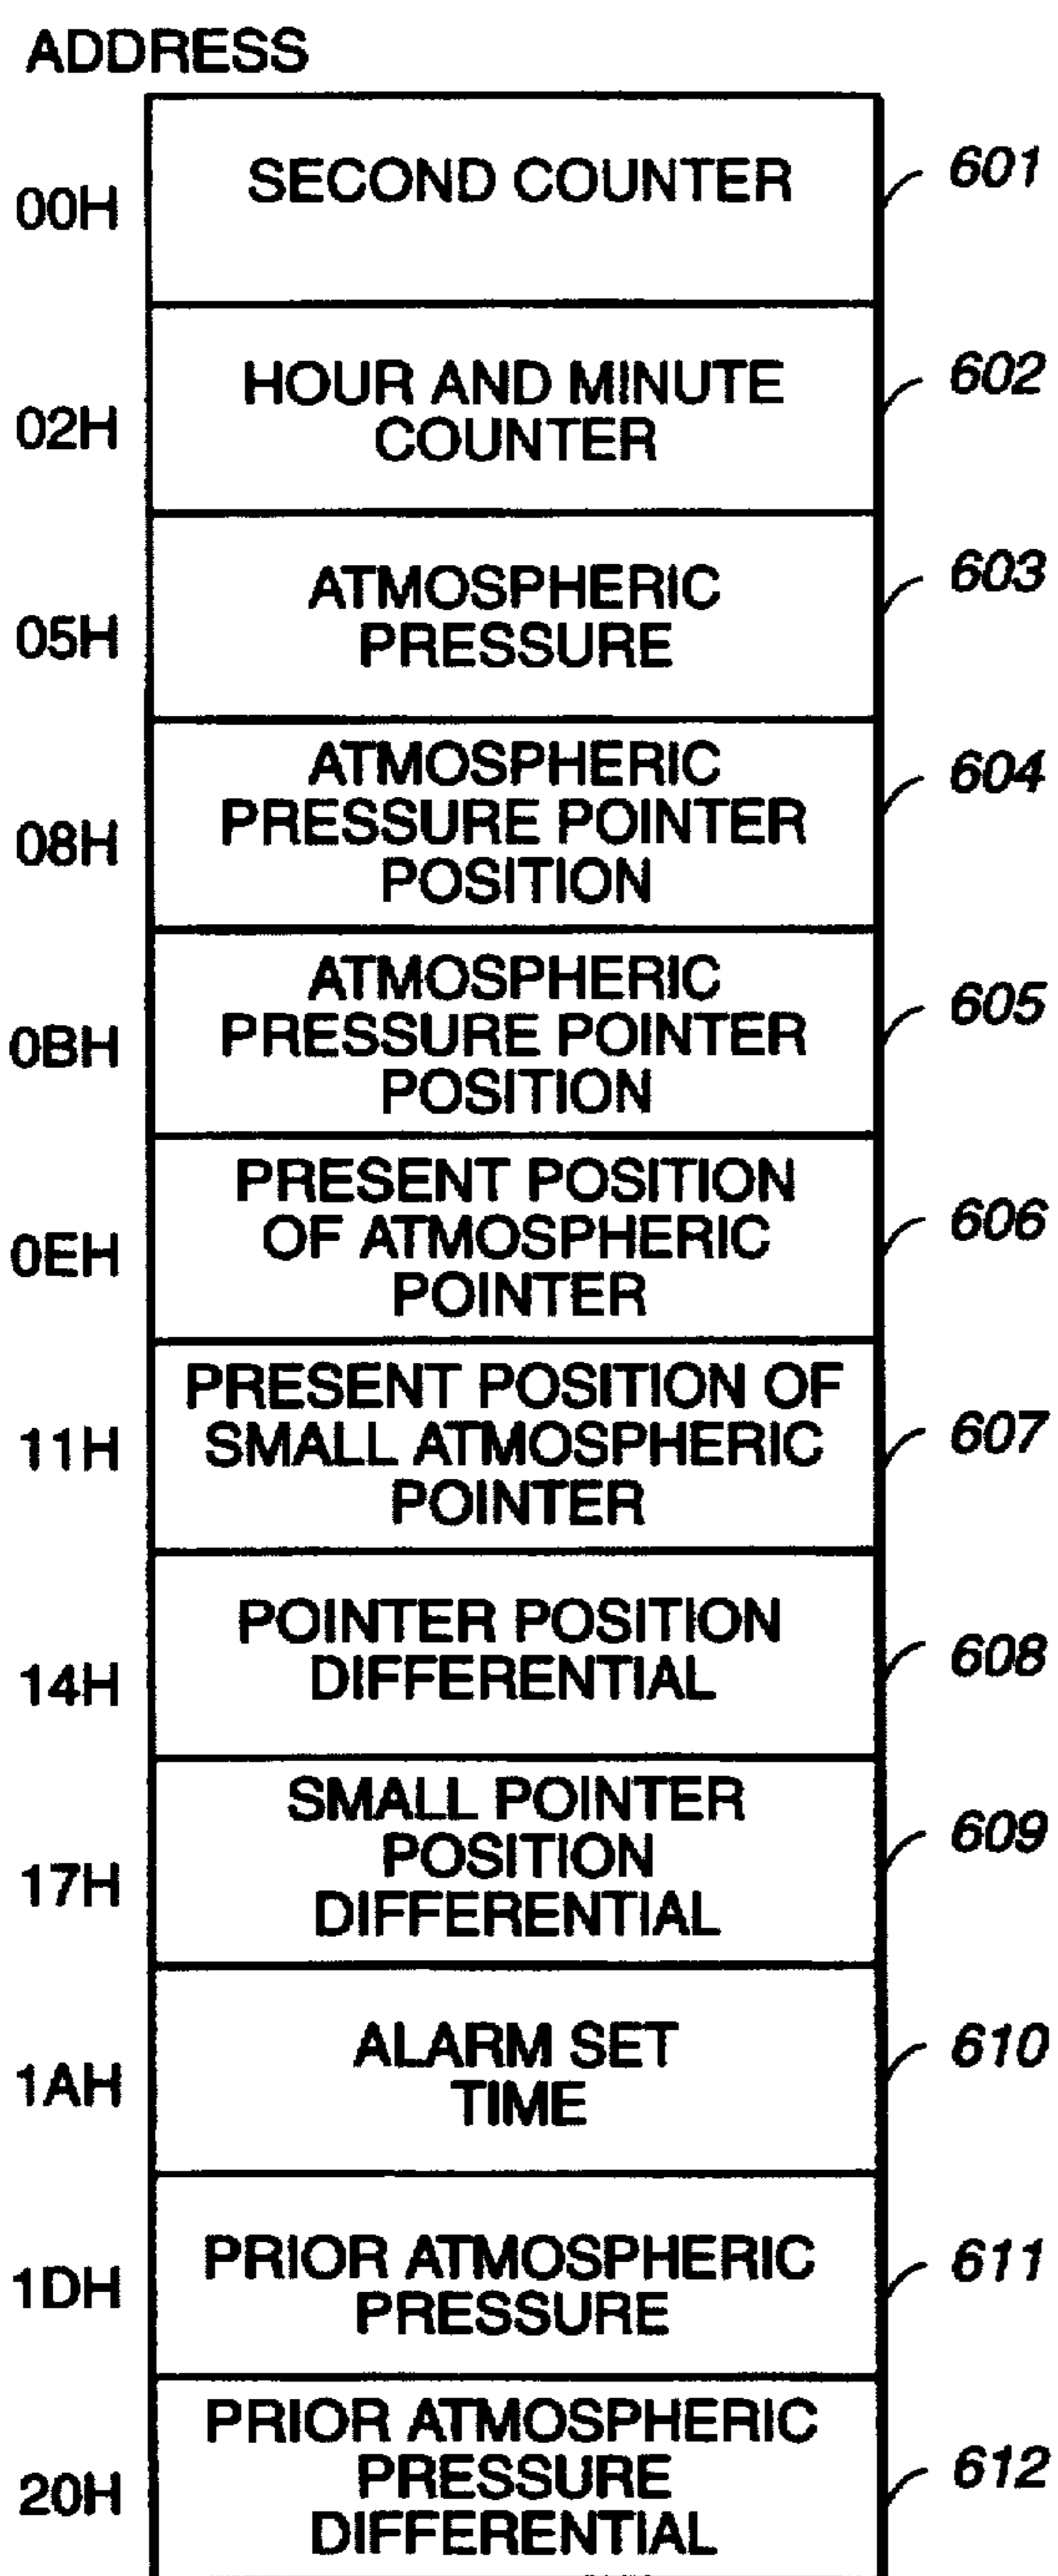 ADDRESS
00H
SECOND COUNTER
601
02H
HOUR AND MINUTE
COUNTER
602
05H
ATMOSPHERIC
PRESSURE
603
08H
ATMOSPHERIC
PRESSURE POINTER
POSITION
604
0BH
ATMOSPHERIC
PRESSURE POINTER
POSITION
605
0EH
PRESENT POSITION
OF ATMOSPHERIC
POINTER
606
11H
PRESENT POSITION OF
SMALL ATMOSPHERIC
POINTER
607
14H
POINTER POSITION
DIFFERENTIAL
608
17H
SMALL POINTER
POSITION
DIFFERENTIAL
609
1AH
ALARM SET
TIME
610
1DH
PRIOR ATMOSPHERIC
PRESSURE
611
20H
PRIOR ATMOSPHERIC
PRESSURE
DIFFERENTIAL
612